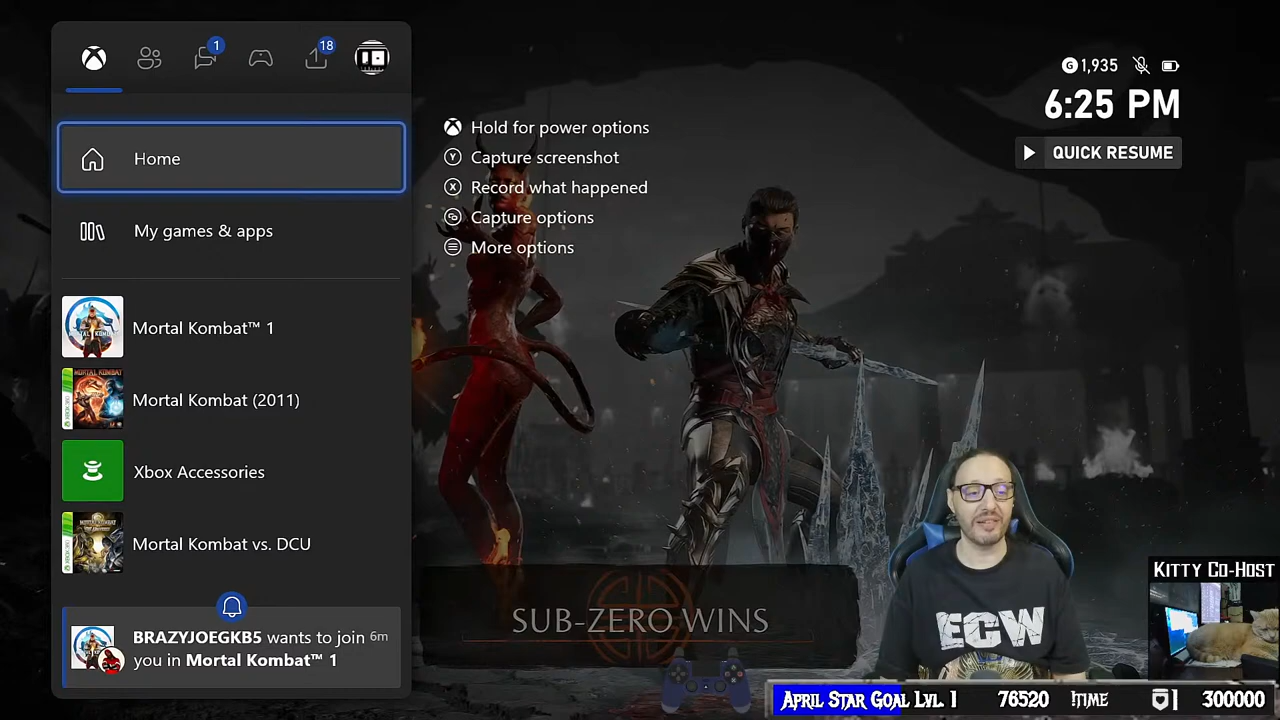 1
18
Home
My games & apps
Mortal Kombat™ 1
Mortal Kombat (2011)
Xbox Accessories
Mortal Kombat vs. DCU
BRAZYJOEGKB5 wants to join 6m
you in Mortal Kombat™ 1
Hold for power options
Y Capture screenshot
X Record what happened
Capture options
More options
G 1,935
6:25 PM
QUICK RESUME
SUB-ZERO WINS
ECW
KITTY CO-HOST
APRIL STAR GOAL LVL. 1 76520 !TIME 1 300000